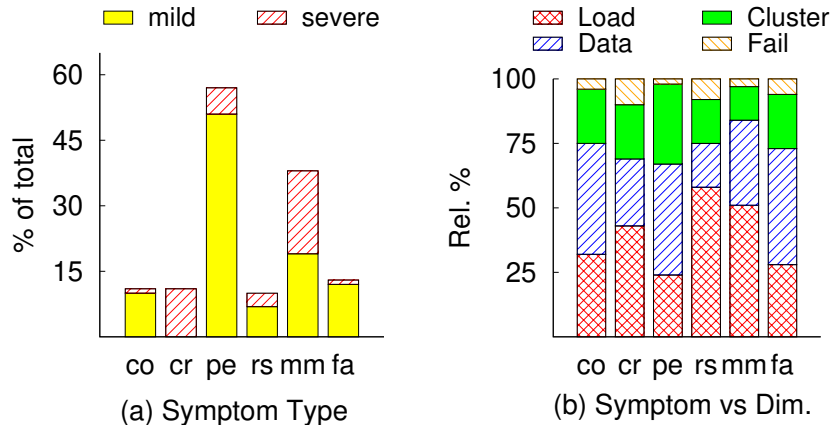 mild severe
60
45
30
15
% of total
co cr pe rs mm fa
(a) Symptom Type
Load Cluster
Data Fail
100
75
50
25
Rel. %
co cr pe rs mm fa
(b) Symptom vs Dim.